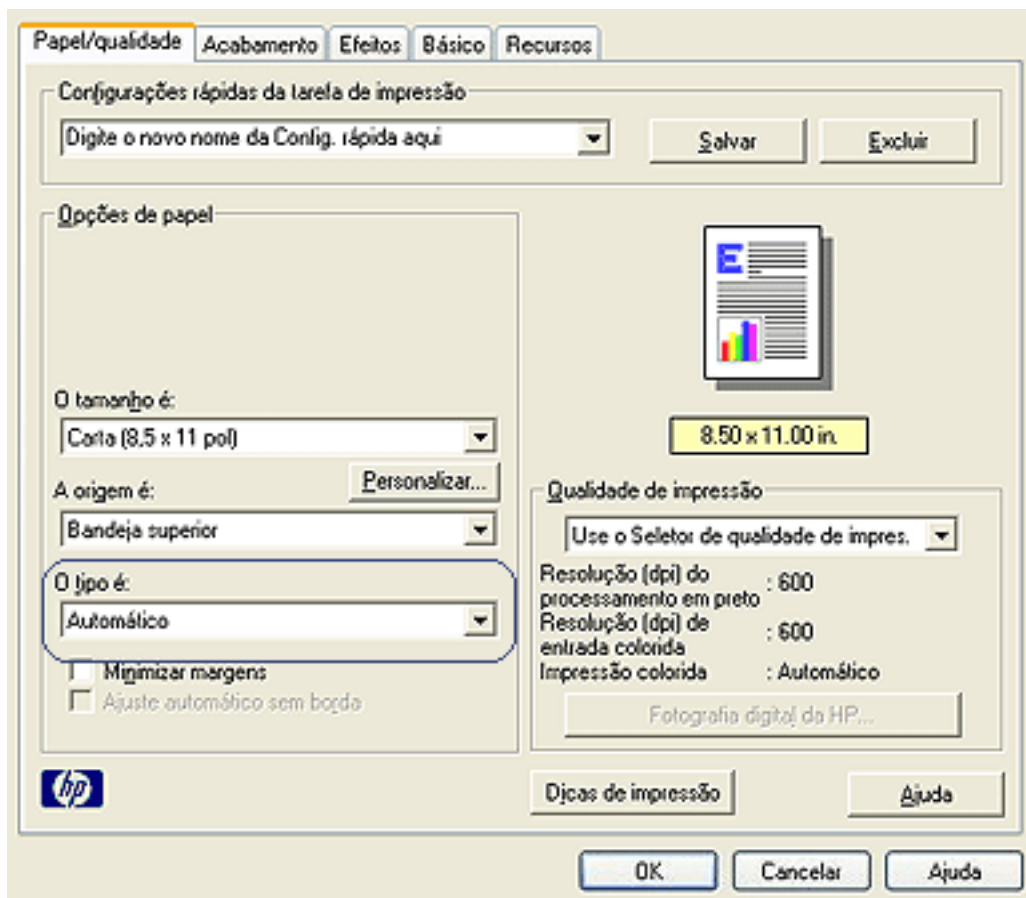 Papel/qualidade Acabamento Efeitos Básico Recursos
Configurações rápidas da tarefa de impressão
Digite o novo nome da Config. rápida aqui
Salvar
Excluir
Opções de papel
E
O tamanho é:
Carta (8,5 x 11 pol)
8.50 x 11.00 in.
A origem é:
Personalizar...
Bandeja superior
O tipo é:
Automático
Minimizar margens
Ajuste automático sem borda
Qualidade de impressão
Use o Seletor de qualidade de impres.
Resolução (dpi) do
processamento em preto : 600
Resolução (dpi) de
entrada colorida : 600
Impressão colorida : Automático
Fotografia digital da HP...
hp
Dicas de impressão
Ajuda
OK
Cancelar
Ajuda